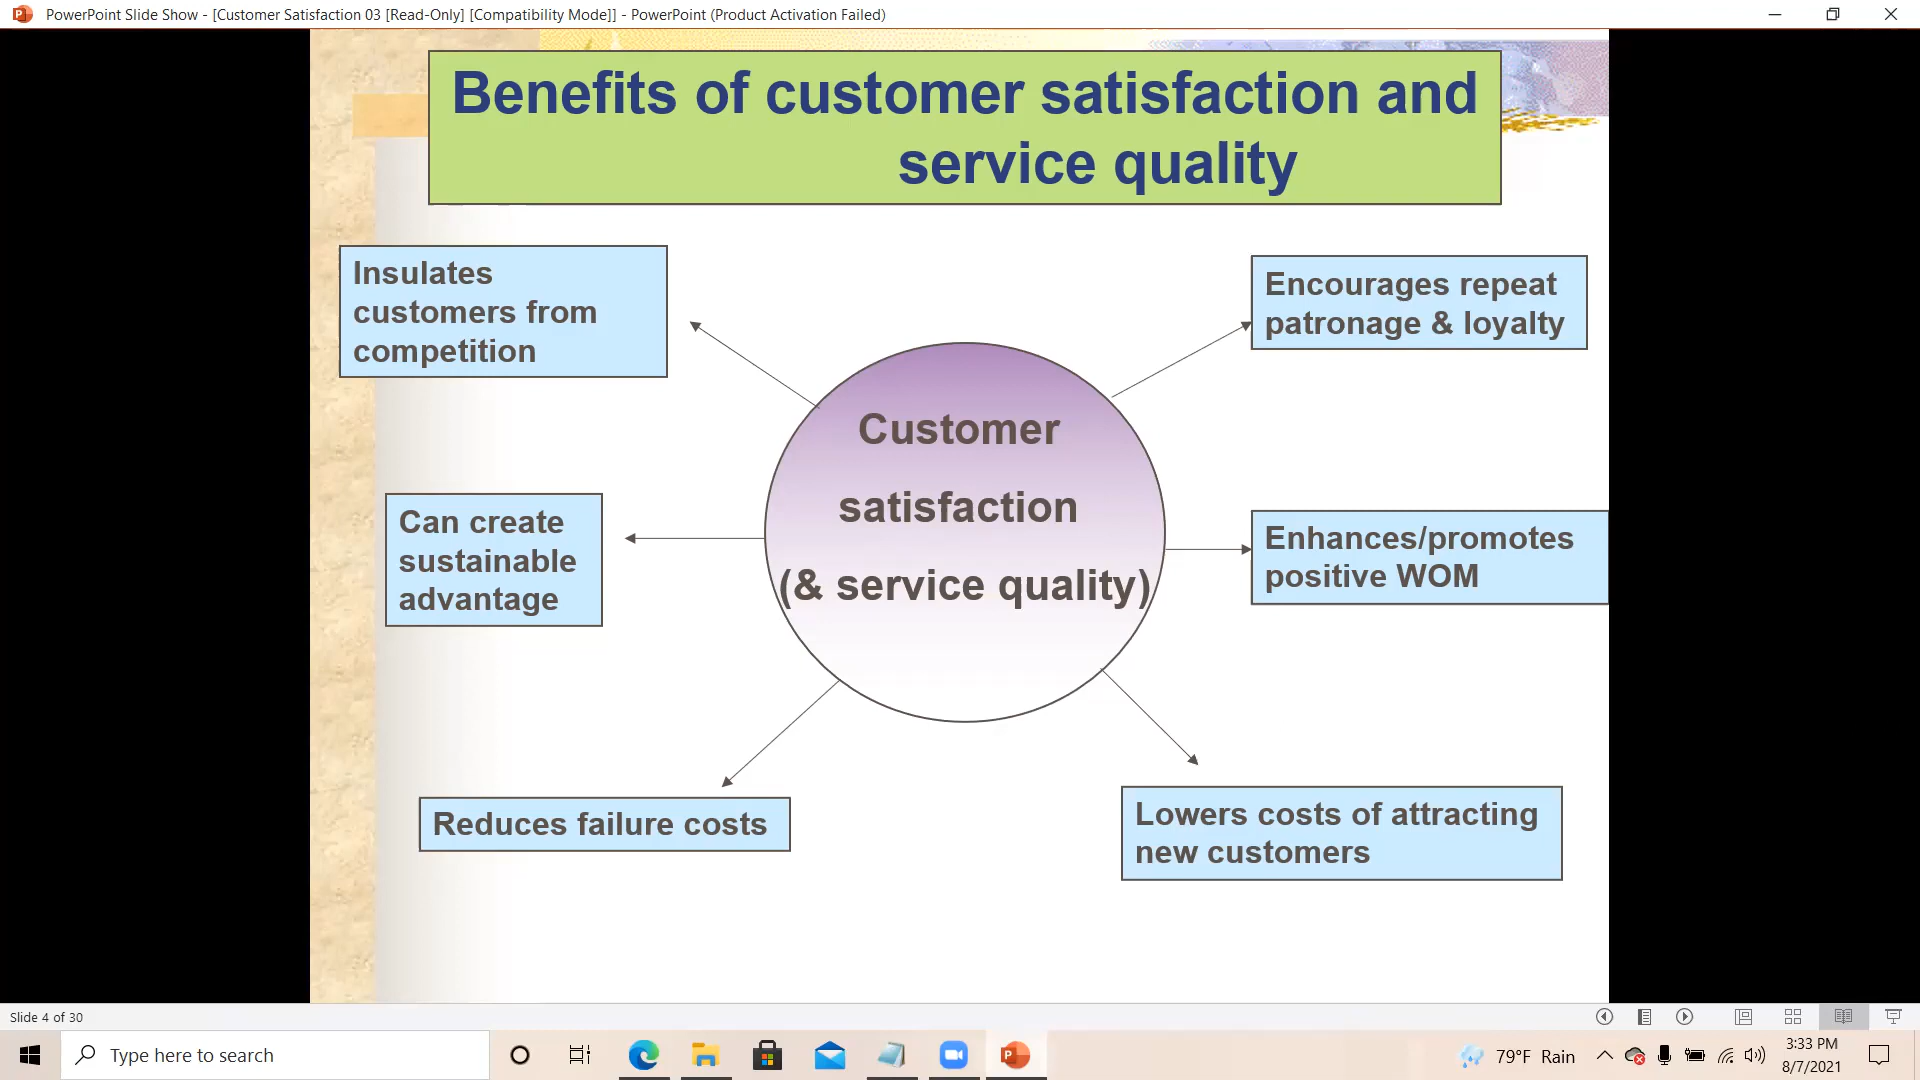 PowerPoint Slide Show - [Customer Satisfaction 03 [Read-Only] [Compatibility Mode]] - PowerPoint (Product Activation Failed)
Benefits of customer satisfaction and
service quality
Insulates
customers from
competition
Encourages repeat
patronage & loyalty
Customer
satisfaction
(& service quality)
Can create
sustainable
advantage
Enhances/promotes
positive WOM
Reduces failure costs
Lowers costs of attracting
new customers
Slide 4 of 30
Type here to search
79°F Rain
3:33 PM
8/7/2021